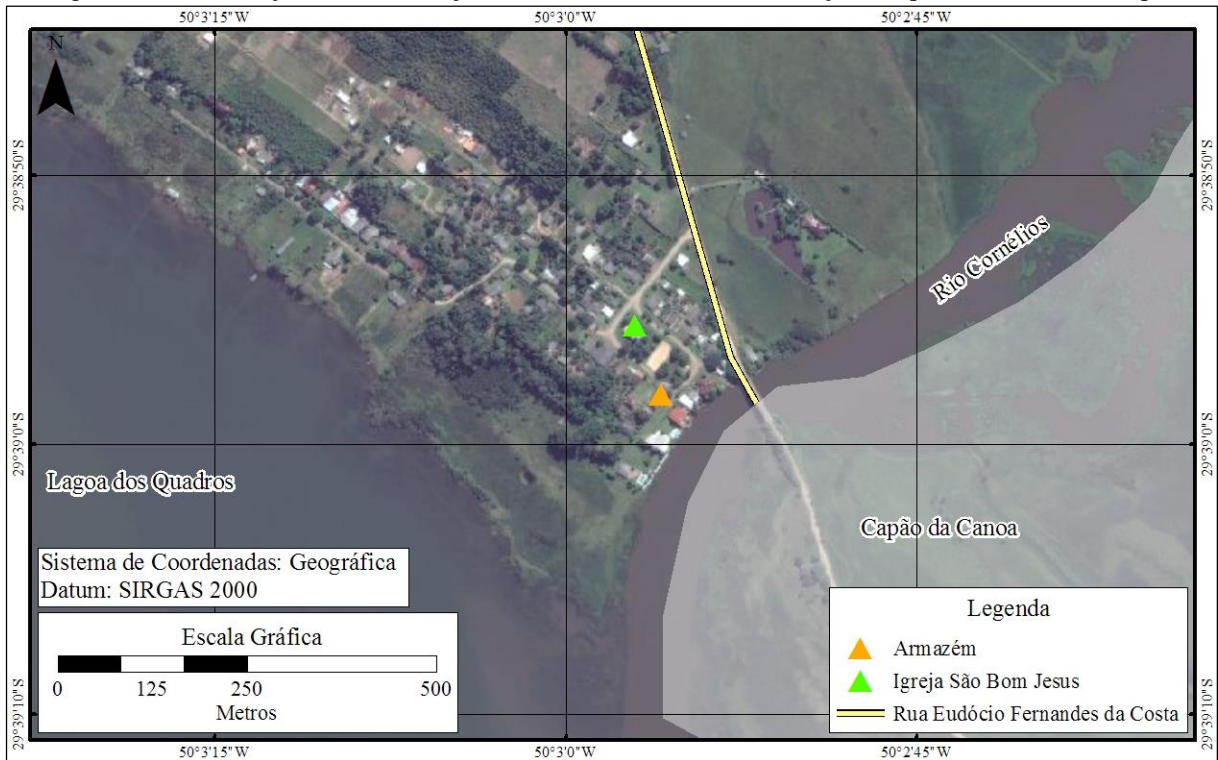 50°3'15"W 50°3'0"W 50°2'45"W
N
29°38'50"S 29°38'50"S
Rio Cornélios
29°39'0"S 29°39'0"S
Lagoa dos Quadros
Capão da Canoa
Sistema de Coordenadas: Geográfica
Datum: SIRGAS 2000
Escala Gráfica
0 125 250 500
Metros
Legenda
Armazém
Igreja São Bom Jesus
Rua Eudócio Fernandes da Costa
29°39'10"S 29°39'10"S
50°3'15"W 50°3'0"W 50°2'45"W